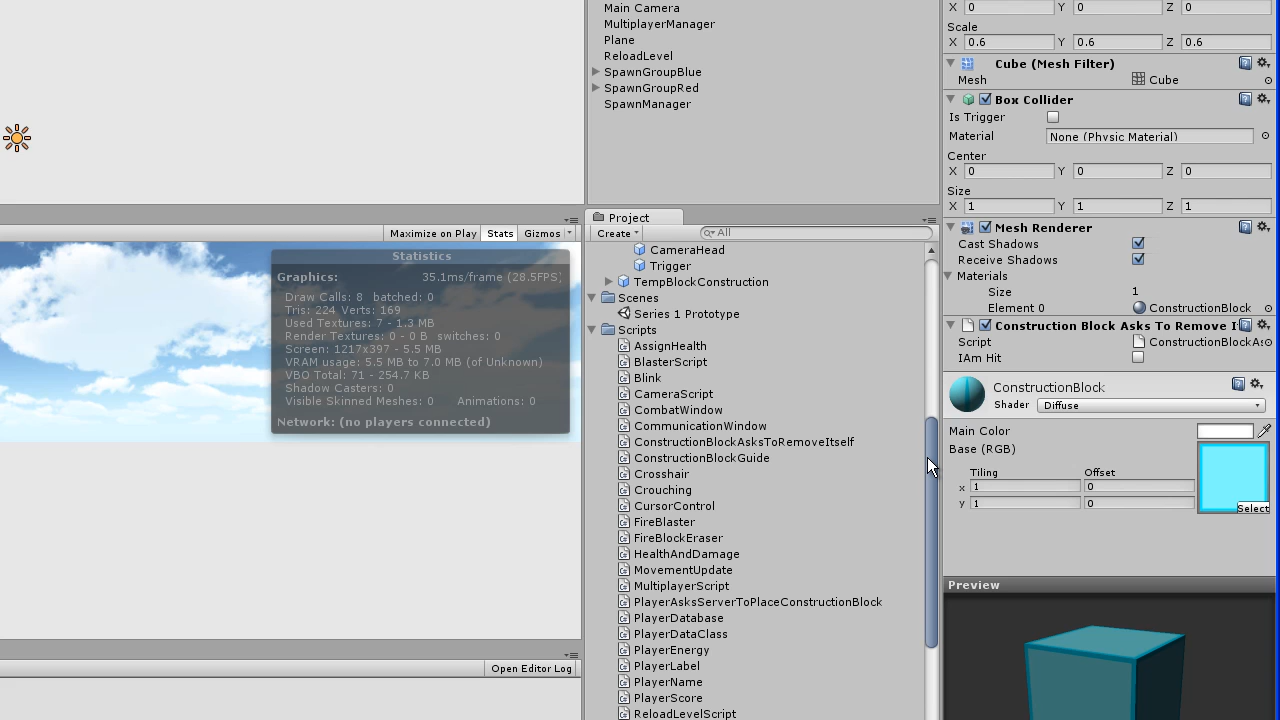 Main Camera
MultiplayerManager
Plane
ReloadLevel
SpawnGroupBlue
SpawnGroupRed
SpawnManager
Maximize on Play Stats Gizmos
Statistics
Graphics: 35.1ms/frame (28.5FPS)
Draw Calls: 8 batched: 0
Tris: 224 Verts: 169
Used Textures: 7 - 1.3 MB
Render Textures: 0 - 0 B switches: 0
Screen: 1217x397 - 5.5 MB
VRAM usage: 5.5 MB to 7.0 MB (of Unknown)
VBO Total: 71 - 254.7 KB
Shadow Casters: 0
Visible Skinned Meshes: 0 Animations: 0
Network: (no players connected)
Open Editor Log
Project
Create All
CameraHead
Trigger
TempBlockConstruction
Scenes
Series 1 Prototype
Scripts
AssignHealth
BlasterScript
Blink
CameraScript
CombatWindow
CommunicationWindow
ConstructionBlockAsksToRemoveItself
ConstructionBlockGuide
Crosshair
Crouching
CursorControl
FireBlaster
FireBlockEraser
HealthAndDamage
MovementUpdate
MultiplayerScript
PlayerAsksServerToPlaceConstructionBlock
PlayerDatabase
PlayerDataClass
PlayerEnergy
PlayerLabel
PlayerName
PlayerScore
ReloadLevelScript
X 0 Y 0 Z 0
Scale
X 0.6 Y 0.6 Z 0.6
Cube (Mesh Filter)
Mesh Cube
Box Collider
Is Trigger
Material None (Physic Material)
Center
X 0 Y 0 Z 0
Size
X 1 Y 1 Z 1
Mesh Renderer
Cast Shadows
Receive Shadows
Materials
Size 1
Element 0 ConstructionBlock
Construction Block Asks To Remove I
Script ConstructionBlockA
IAm Hit
ConstructionBlock
Shader Diffuse
Main Color
Base (RGB)
Tiling Offset
x 1 0
y 1 0
Select
Preview